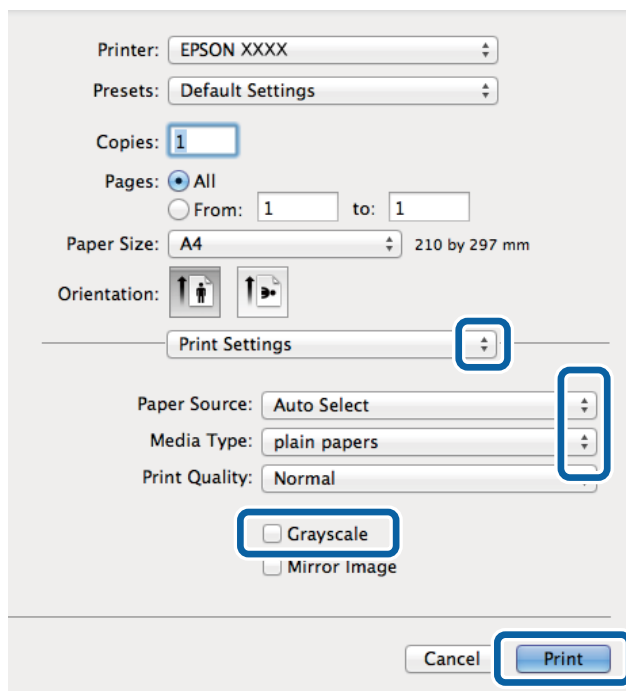 Printer: EPSON XXXX
Presets: Default Settings
Copies: 1
Pages: All
From: 1 to: 1
Paper Size: A4 210 by 297 mm
Orientation:
Print Settings
Paper Source: Auto Select
Media Type: plain papers
Print Quality: Normal
Grayscale
Mirror Image
Cancel Print